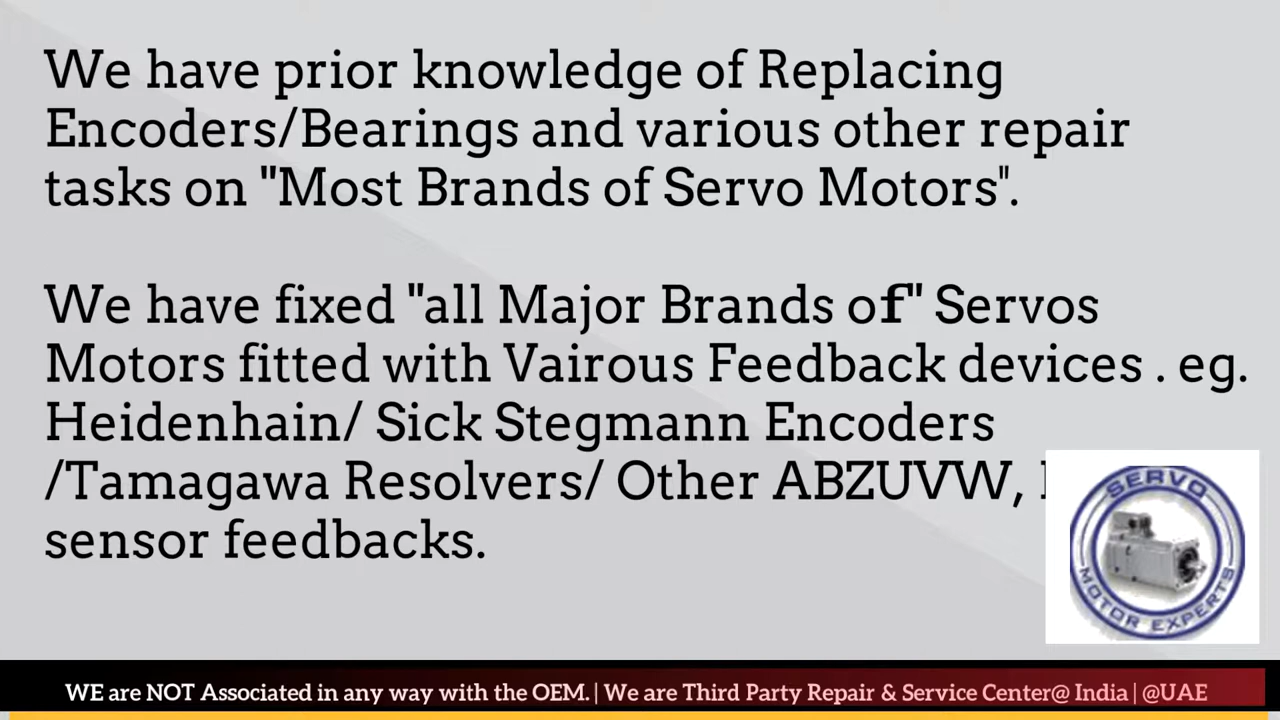 We have prior knowledge of Replacing
Encoders/Bearings and various other repair
tasks on "Most Brands of Servo Motors".
We have fixed "all Major Brands of" Servos
Motors fitted with Vairous Feedback devices . eg.
Heidenhain/ Sick Stegmann Encoders
/Tamagawa Resolvers/ Other ABZUVW,
sensor feedbacks.
SERVO
MOTOR EXPERTS
WE are NOT Associated in any way with the OEM. | We are Third Party Repair & Service Center@ India | @UAE